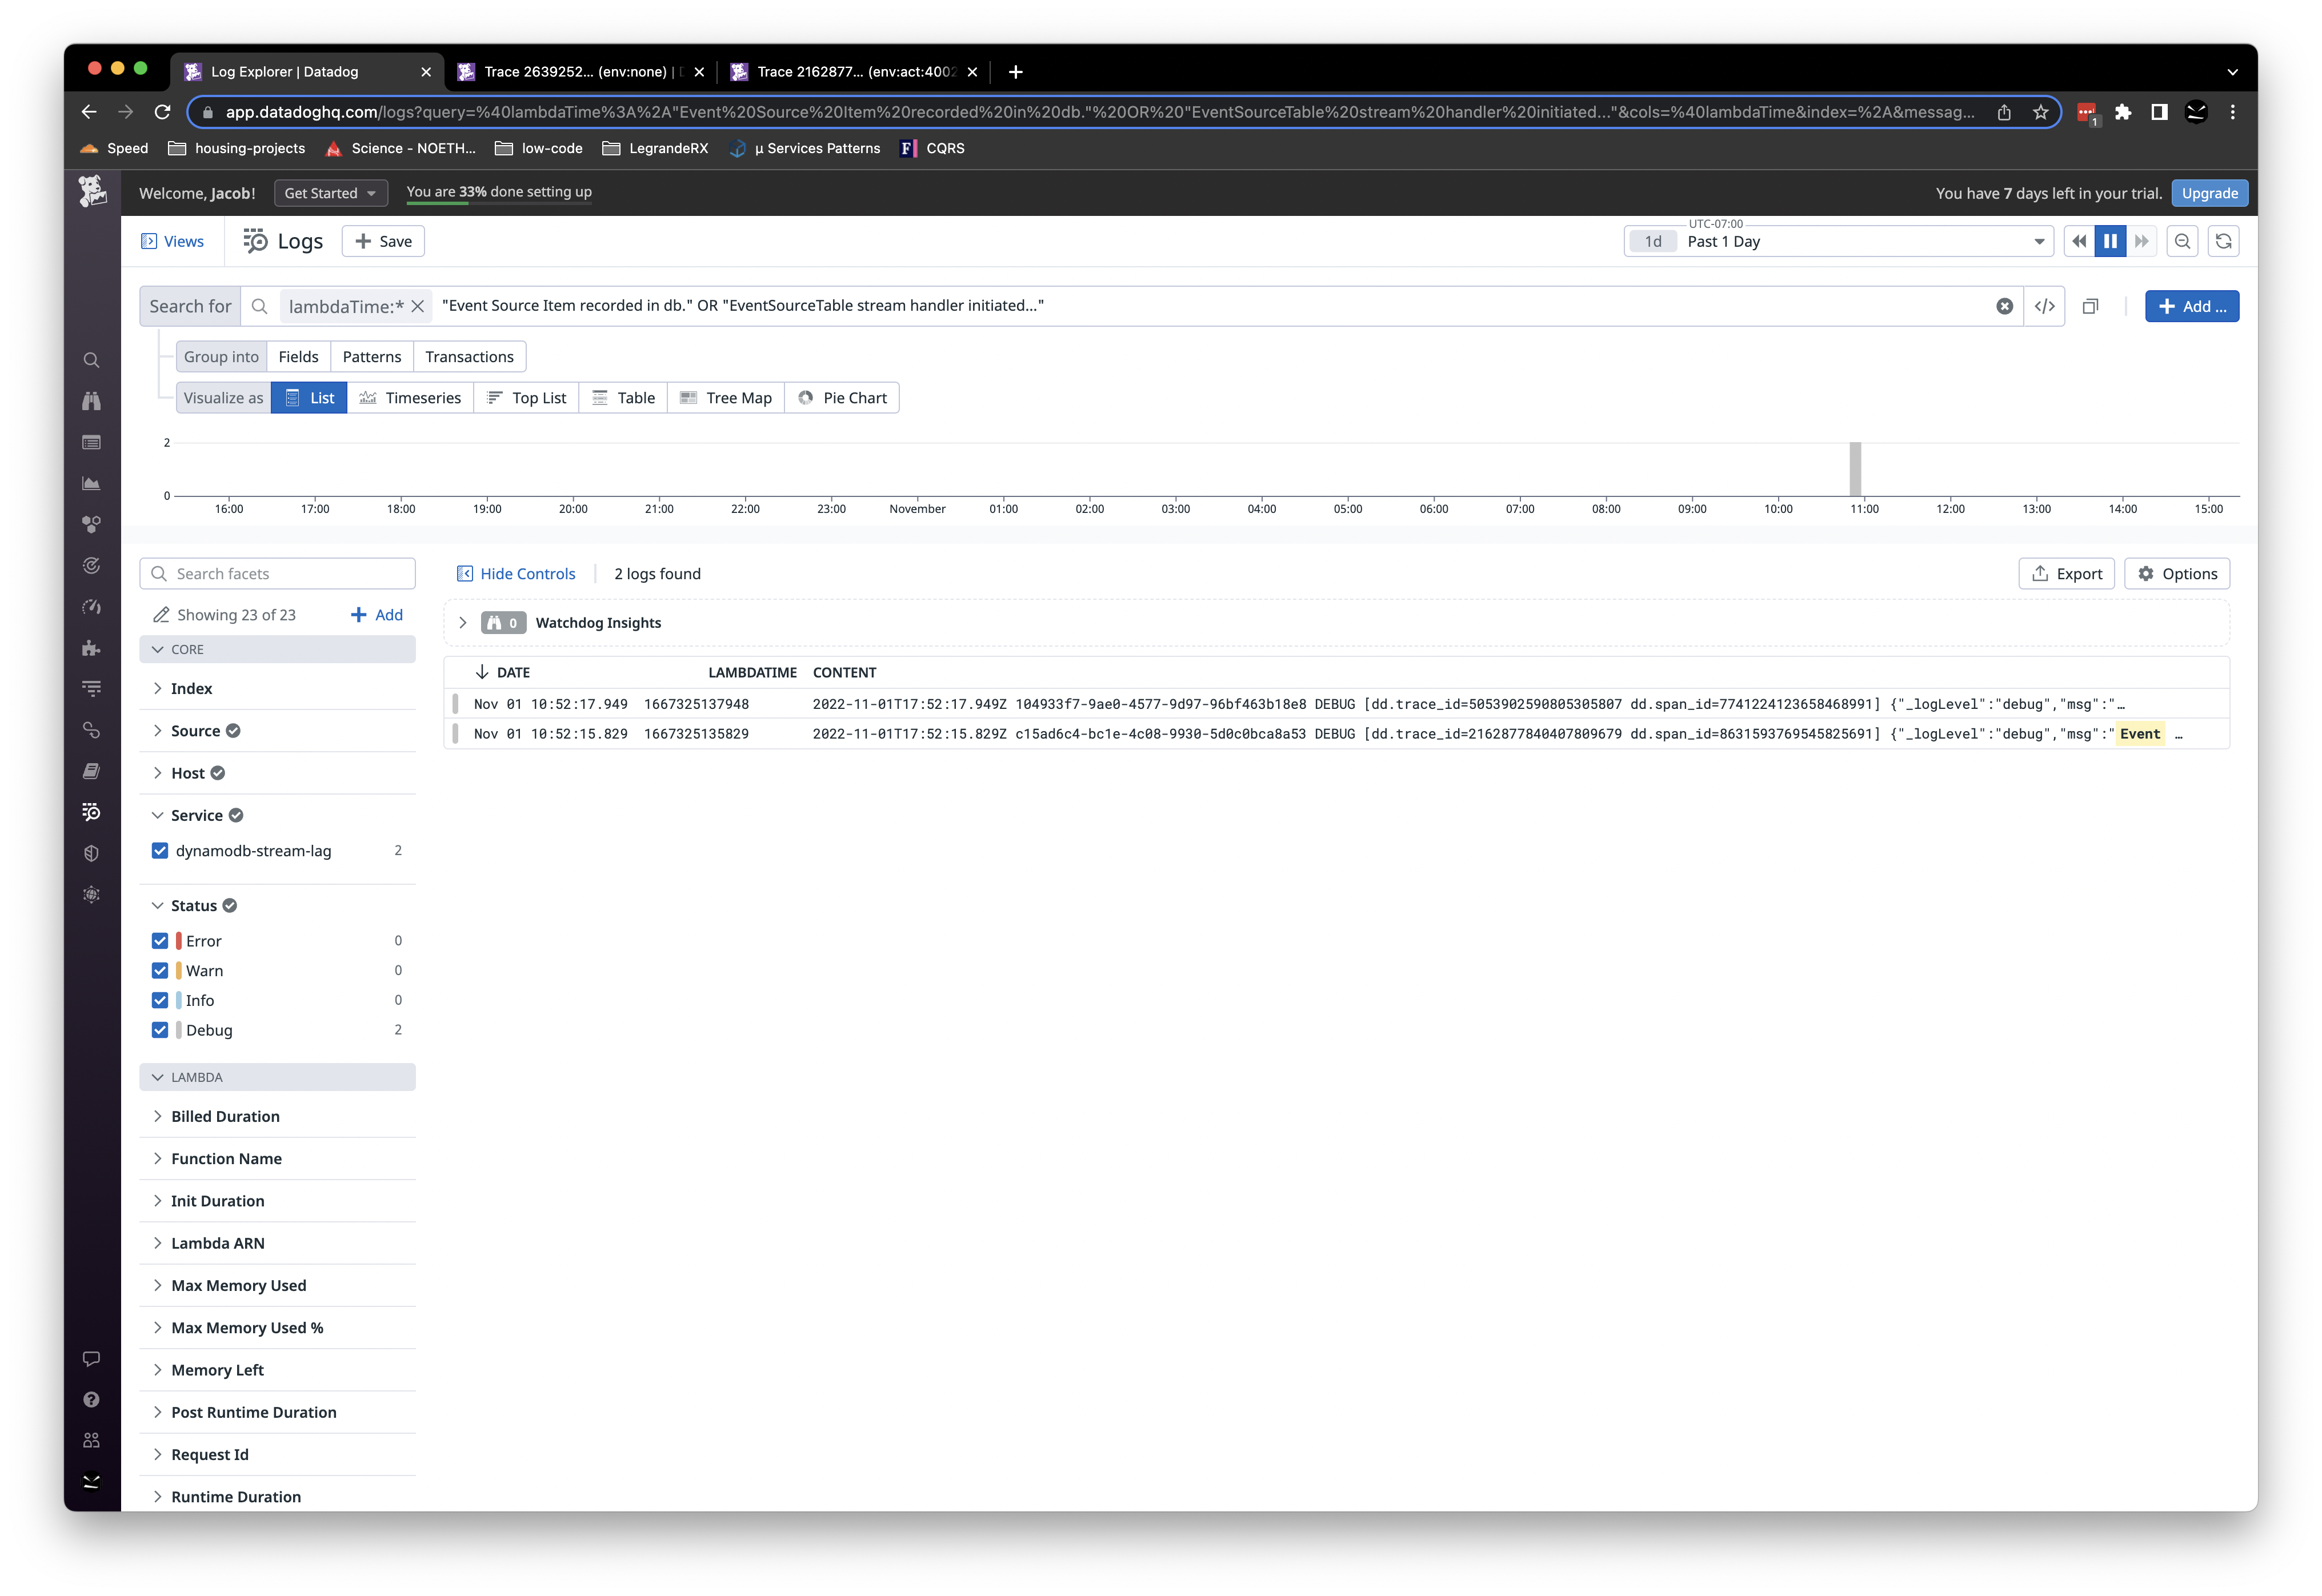 Log Explorer | Datadog
Trace 2639252... (env:none) |
Trace 2162877... (env:act:4002
app.datadoghq.com/logs?query=%40lambdaTime%3A%2A"Event%20Source%20Item%20recorded%20in%20db."%20OR%20"EventSourceTable%20stream%20handler%20initiated..."&cols=%40lambdaTime&index=%2A&messag...
1
Speed
housing-projects
Science - NOETH...
low-code
LegrandeRX
µ Services Patterns
F
CQRS
Welcome, Jacob!
Get Started
You are 33% done setting up
You have 7 days left in your trial.
Upgrade
Views
Logs
Save
UTC-07:00
1d Past 1 Day
Search for
lambdaTime:*
"Event Source Item recorded in db." OR "EventSourceTable stream handler initiated..."
</>
Add ...
Group into Fields Patterns Transactions
Visualize as List Timeseries Top List Table Tree Map Pie Chart
2
0
16:00 17:00 18:00 19:00 20:00 21:00 22:00 23:00 November 01:00 02:00 03:00 04:00 05:00 06:00 07:00 08:00 09:00 10:00 11:00 12:00 13:00 14:00 15:00
Search facets
Showing 23 of 23
Add
CORE
Index
Source
Host
Service
dynamodb-stream-lag 2
Status
Error 0
Warn 0
Info 0
Debug 2
LAMBDA
Billed Duration
Function Name
Init Duration
Lambda ARN
Max Memory Used
Max Memory Used %
Memory Left
Post Runtime Duration
Request Id
Runtime Duration
Hide Controls
2 logs found
Export
Options
0 Watchdog Insights
DATE LAMBDATIME CONTENT
Nov 01 10:52:17.949 1667325137948 2022-11-01T17:52:17.949Z 104933f7-9ae0-4577-9d97-96bf463b18e8 DEBUG [dd.trace_id=5053902590805305807 dd.span_id=7741224123658468991] {"_logLevel":"debug","msg":"…
Nov 01 10:52:15.829 1667325135829 2022-11-01T17:52:15.829Z c15ad6c4-bc1e-4c08-9930-5d0c0bca8a53 DEBUG [dd.trace_id=2162877840407809679 dd.span_id=8631593769545825691] {"_logLevel":"debug","msg":"Event …